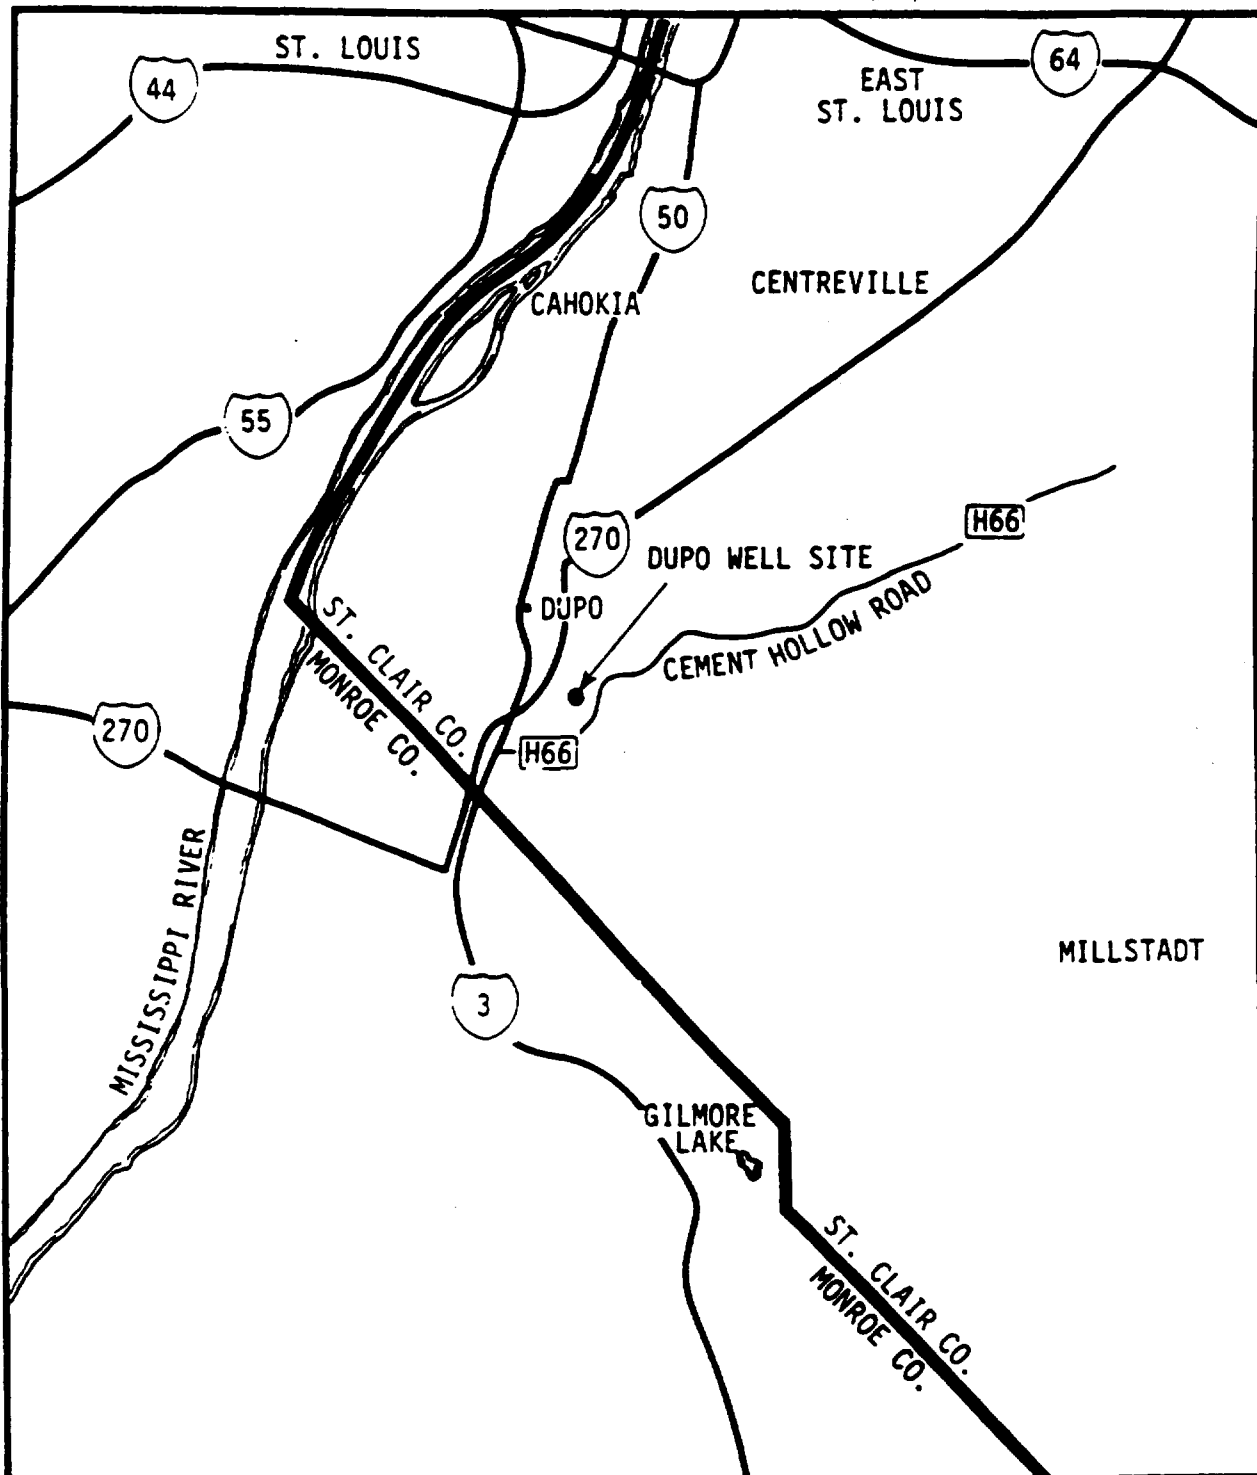 ST. LOUIS
44
64
EAST
ST. LOUIS
50
CENTREVILLE
CAHOKIA
55
H66
270
DUPO WELL SITE
DUPO
CEMENT HOLLOW ROAD
ST. CLAIR CO.
MONROE CO.
270
H66
MISSISSIPPI RIVER
MILLSTADT
3
GILMORE
LAKE
ST. CLAIR CO.
MONROE CO.